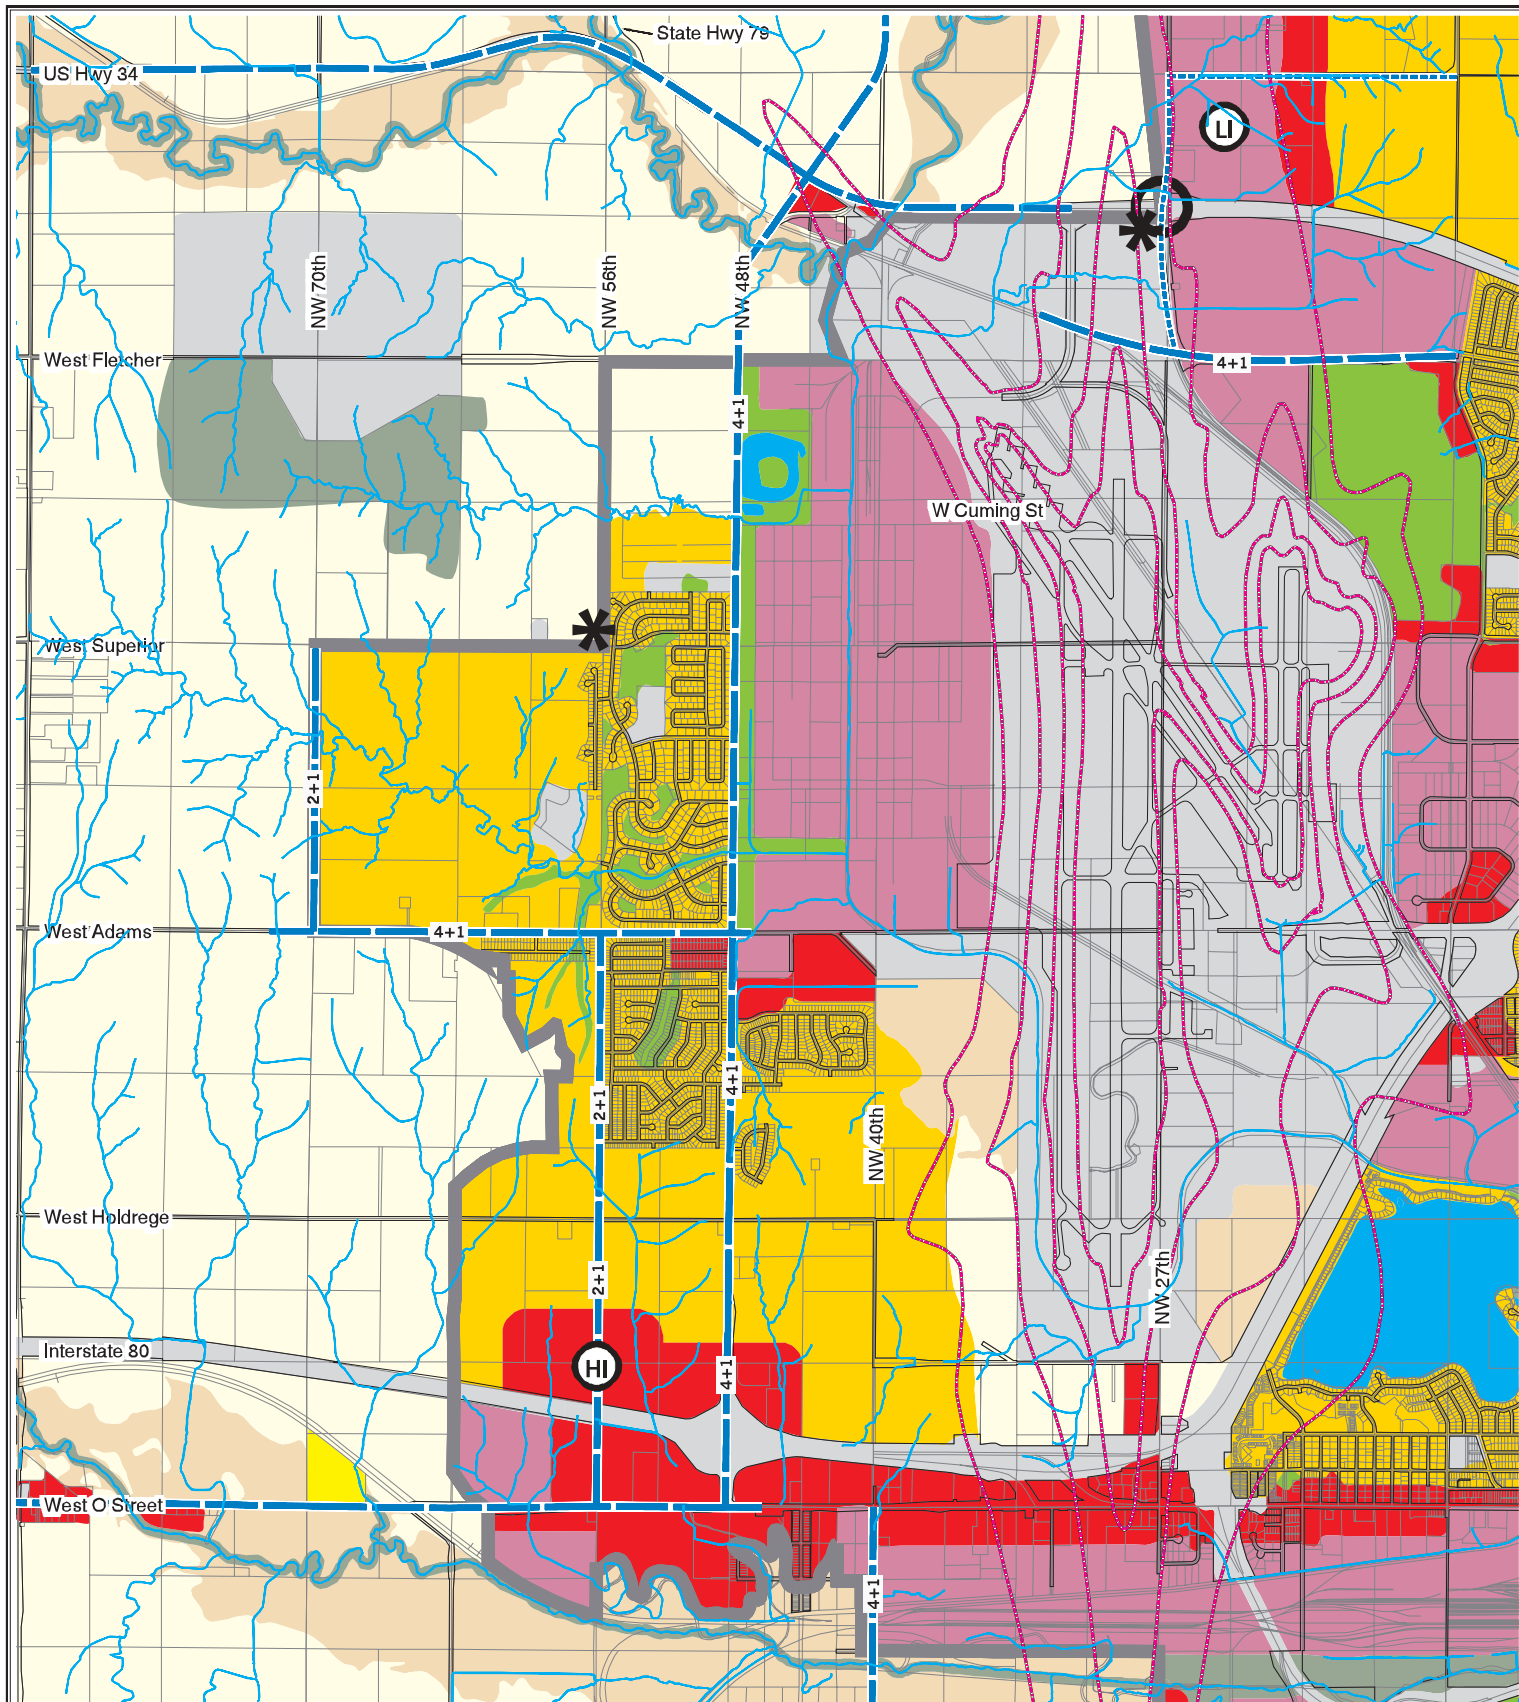 State Hwy 79
US Hwy 34
LI
NW 70th
NW 56th
NW 48th
West Fletcher
4+1
4+1
W Cuming St
West Superior
2+1
West Adams
4+1
4+1
2+1
NW 40th
West Holdrege
2+1
NW 27th
Interstate 80
HI
4+1
West O Street
4+1